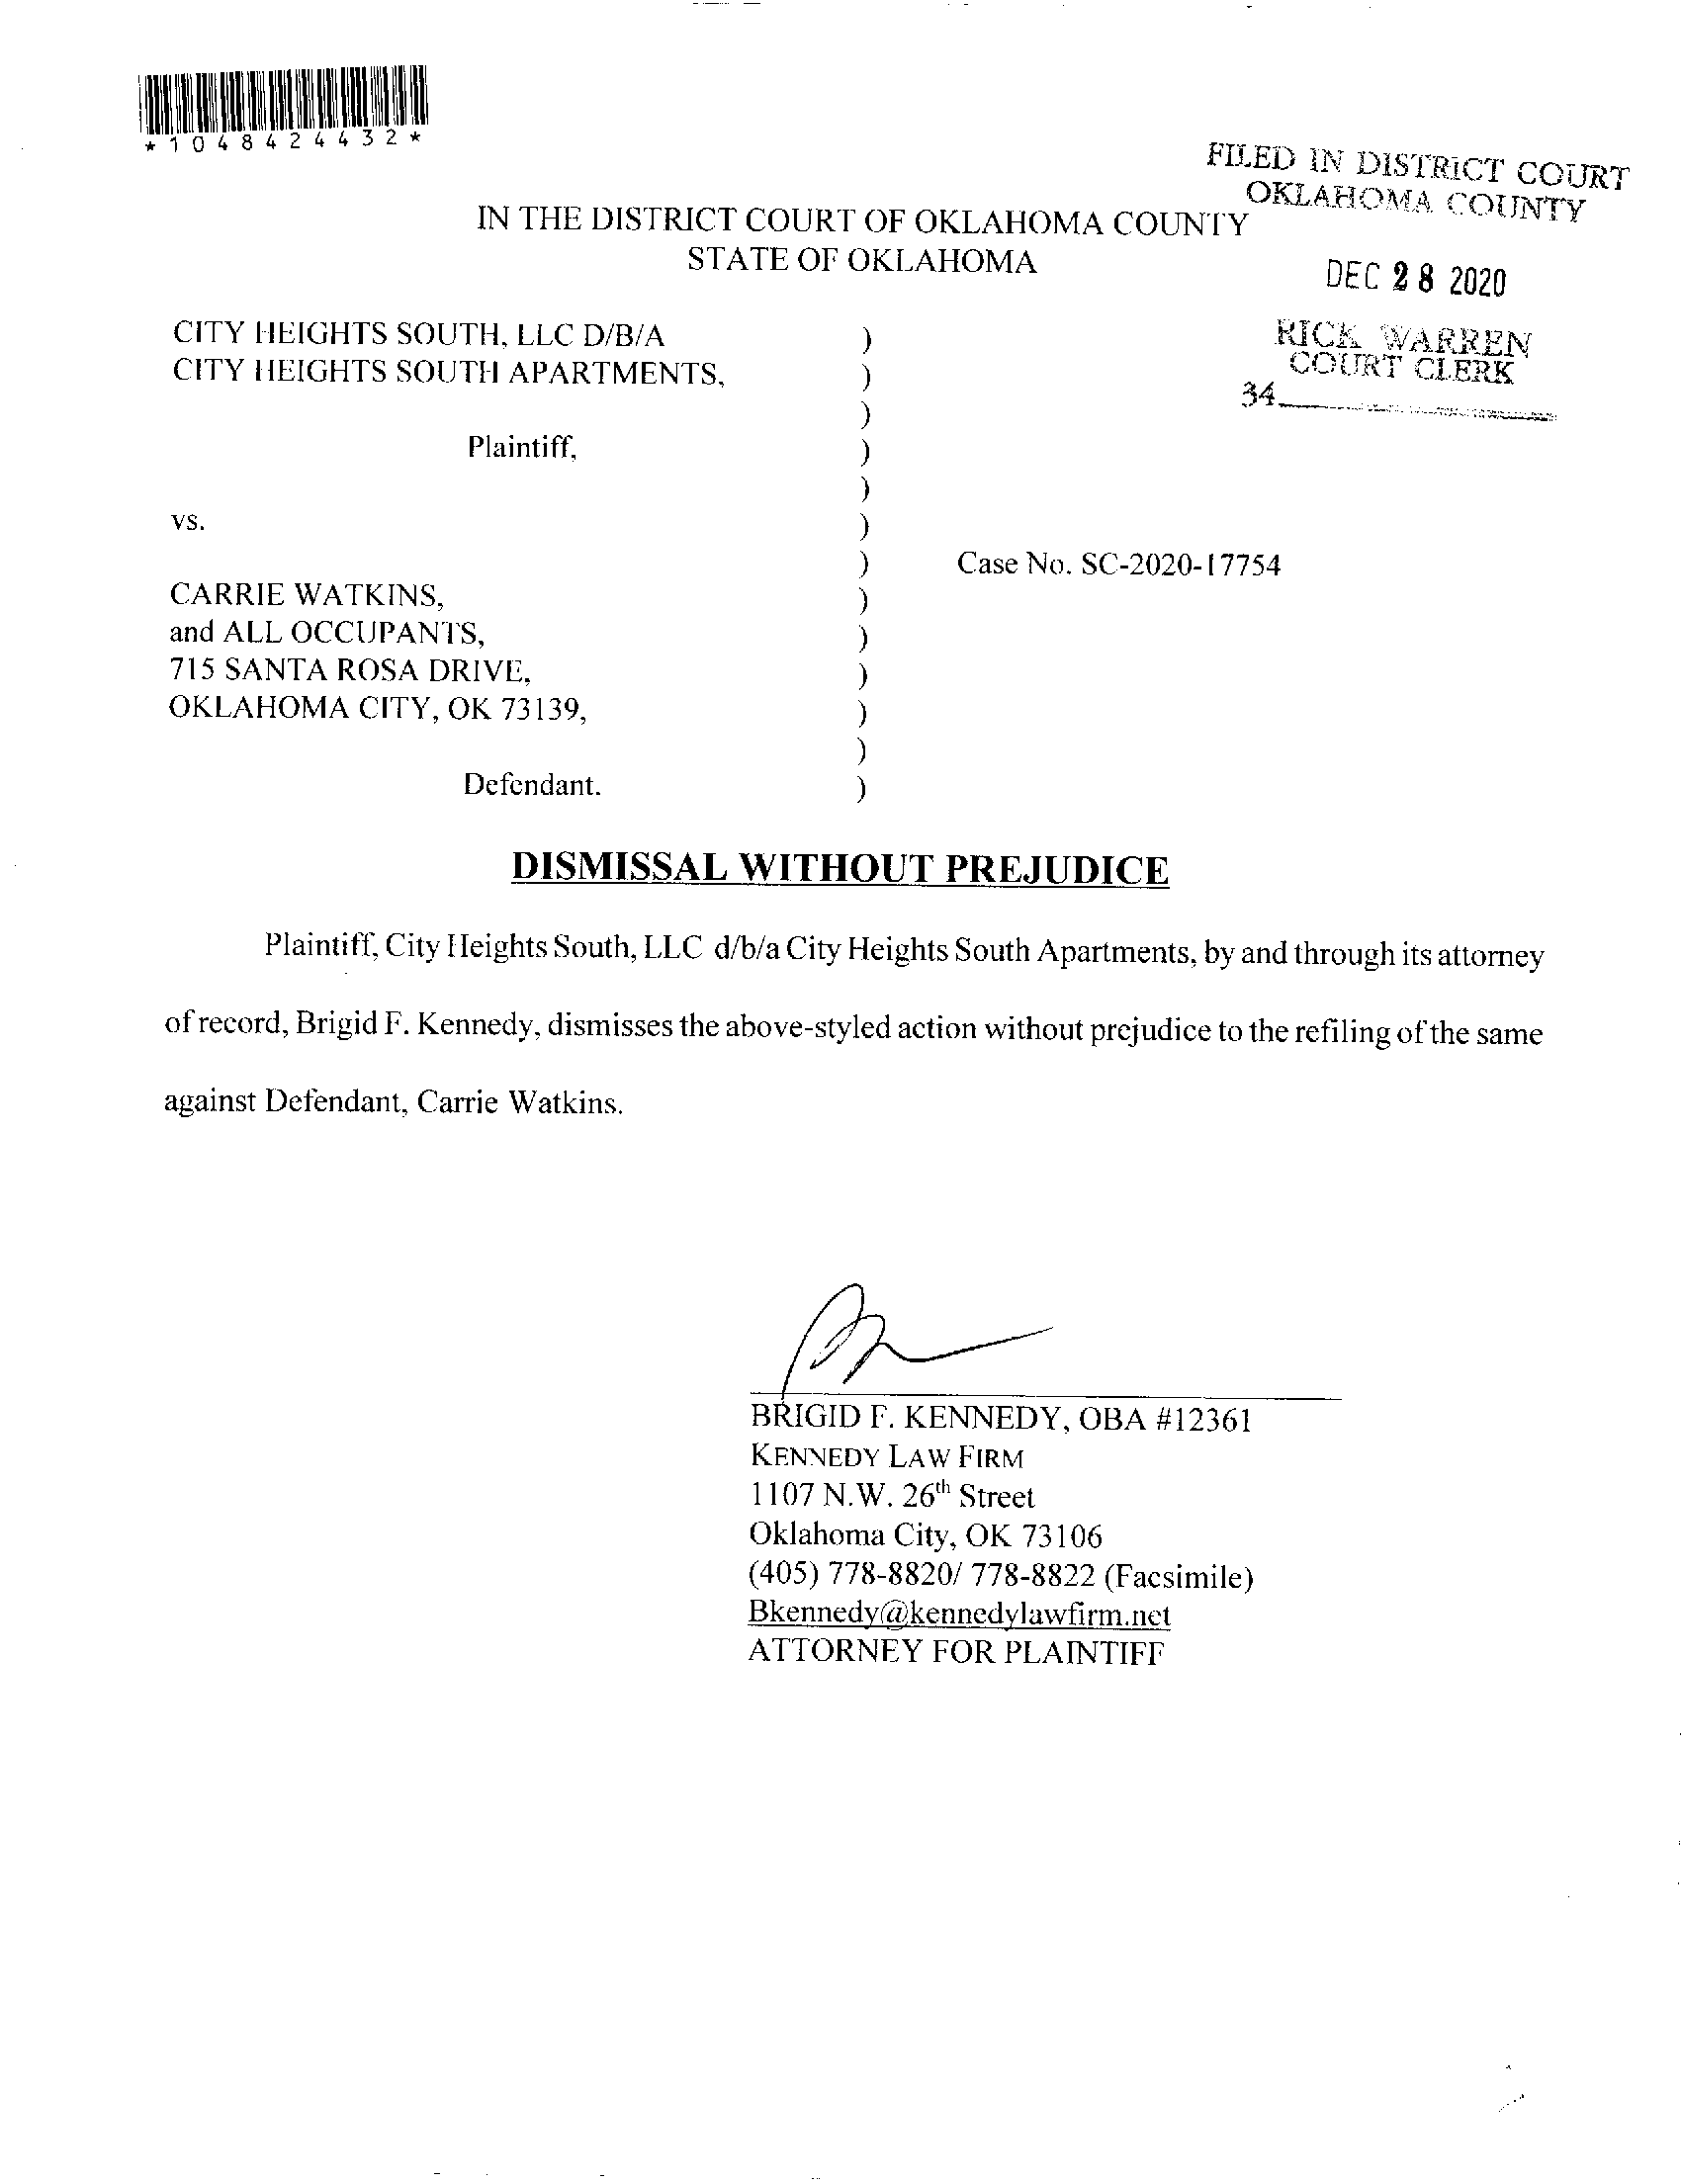 *1048424432*
FILED IN DISTRICT COURT
OKLAHOMA COUNTY
DEC 28 2020
RICK WARREN
COURT CLERK
34
IN THE DISTRICT COURT OF OKLAHOMA COUNTY
STATE OF OKLAHOMA
CITY HEIGHTS SOUTH, LLC D/B/A )
CITY HEIGHTS SOUTH APARTMENTS, )
)
Plaintiff, )
)
vs. )
) Case No. SC-2020-17754
CARRIE WATKINS, )
and ALL OCCUPANTS, )
715 SANTA ROSA DRIVE, )
OKLAHOMA CITY, OK 73139, )
)
Defendant. )
DISMISSAL WITHOUT PREJUDICE
Plaintiff, City Heights South, LLC d/b/a City Heights South Apartments, by and through its attorney
of record, Brigid F. Kennedy, dismisses the above-styled action without prejudice to the refiling of the same
against Defendant, Carrie Watkins.
BRIGID F. KENNEDY, OBA #12361
KENNEDY LAW FIRM
1107 N.W. 26th Street
Oklahoma City, OK 73106
(405) 778-8820/ 778-8822 (Facsimile)
Bkennedy@kennedylawfirm.net
ATTORNEY FOR PLAINTIFF